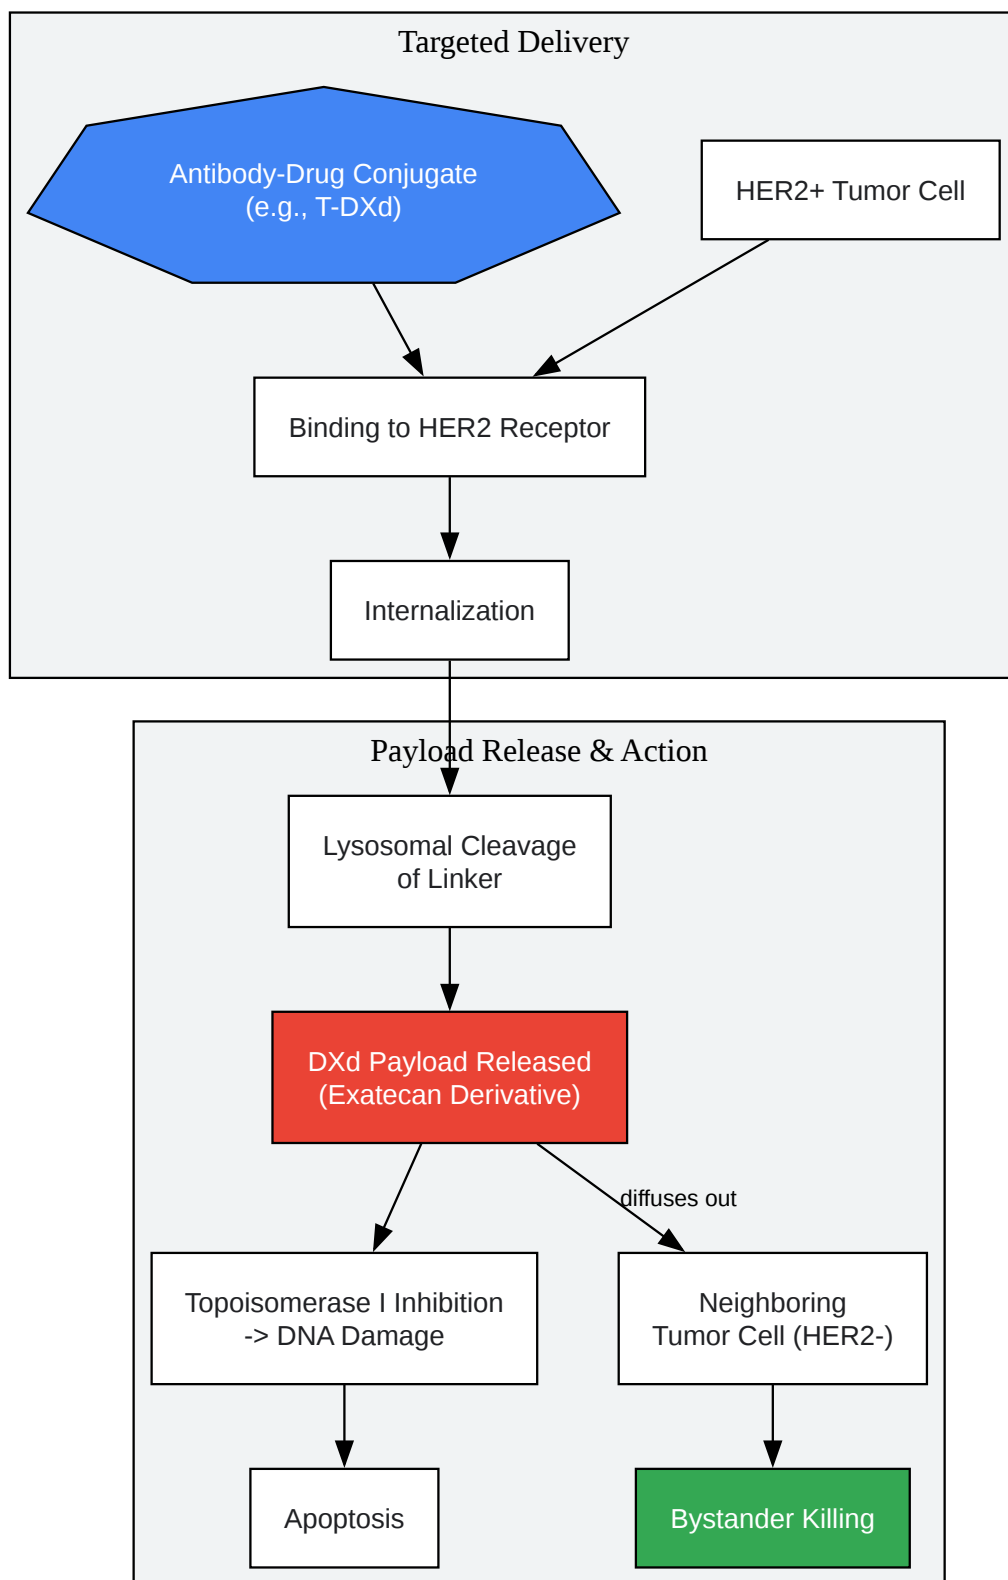 Targeted Delivery
Antibody-Drug Conjugate
(e.g., T-DXd)
HER2+ Tumor Cell
Binding to HER2 Receptor
Internalization
Payload Release & Action
Lysosomal Cleavage
of Linker
DXd Payload Released
(Exatecan Derivative)
diffuses out
Topoisomerase I Inhibition
-> DNA Damage
Neighboring
Tumor Cell (HER2-)
Apoptosis
Bystander Killing